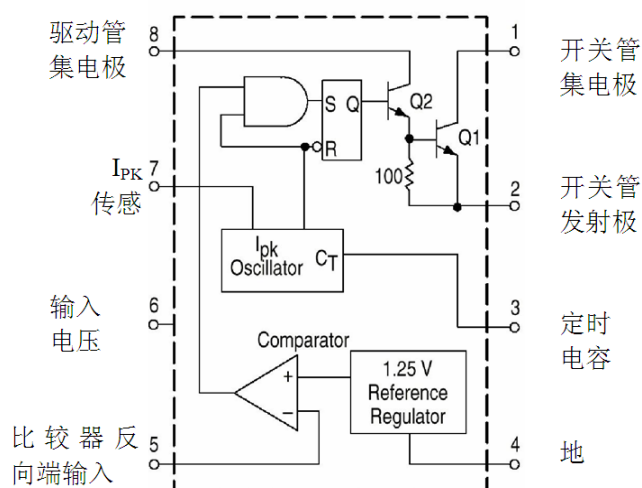 驱动管
集电极
8
1
开关管
集电极
S Q
Q2
Q1
R
100
I_PK
传感
7
2
开关管
发射极
Ipk
Oscillator
CT
输入
电压
6
3
定时
电容
Comparator
+
−
1.25 V
Reference
Regulator
比较器反
向端输入
5
4
地